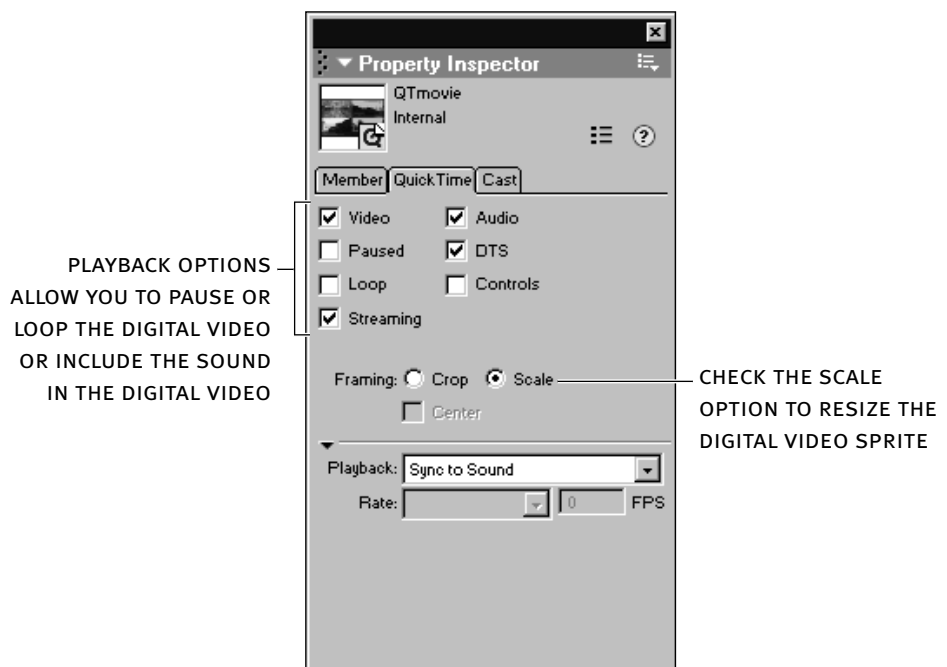 Property Inspector
QTmovie
Internal
?
Member QuickTime Cast
Video Audio
Paused DTS
Loop Controls
Streaming
PLAYBACK OPTIONS
ALLOW YOU TO PAUSE OR
LOOP THE DIGITAL VIDEO
OR INCLUDE THE SOUND
IN THE DIGITAL VIDEO
Framing: Crop Scale
Center
CHECK THE SCALE
OPTION TO RESIZE THE
DIGITAL VIDEO SPRITE
Playback: Sync to Sound
Rate: 0 FPS